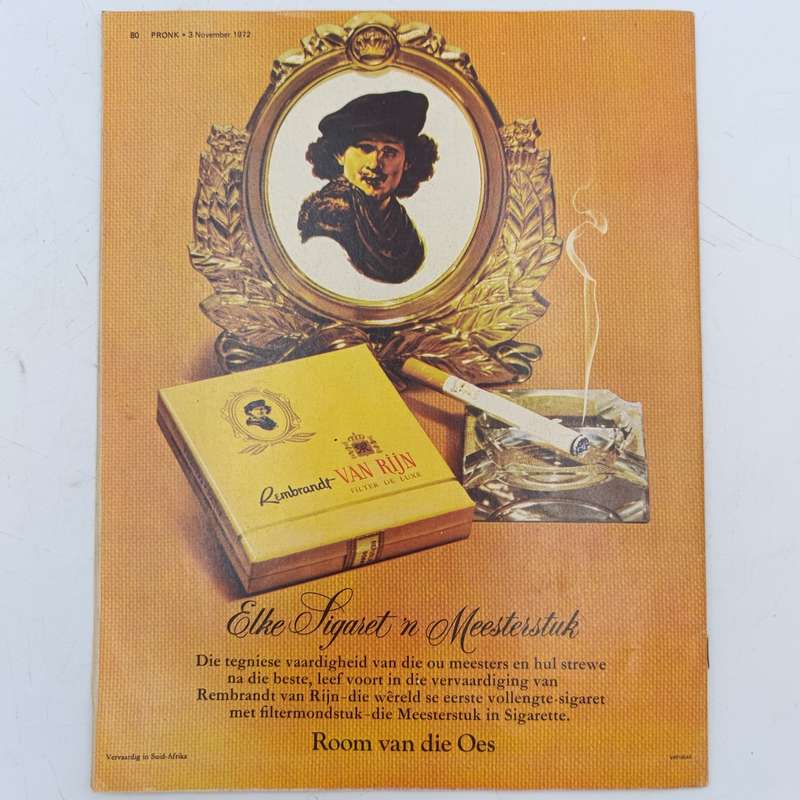 80 PRONK • 3 November 1972
Rembrandt VAN RIJN
FILTER DE LUXE
Elke Sigaret 'n Meesterstuk
Die tegniese vaardigheid van die ou meesters en hul strewe
na die beste, leef voort in die vervaardiging van
Rembrandt van Rijn–die wêreld se eerste vollengte-sigaret
met filtermondstuk–die Meesterstuk in Sigarette.
Room van die Oes
Vervaardig in Suid-Afrika